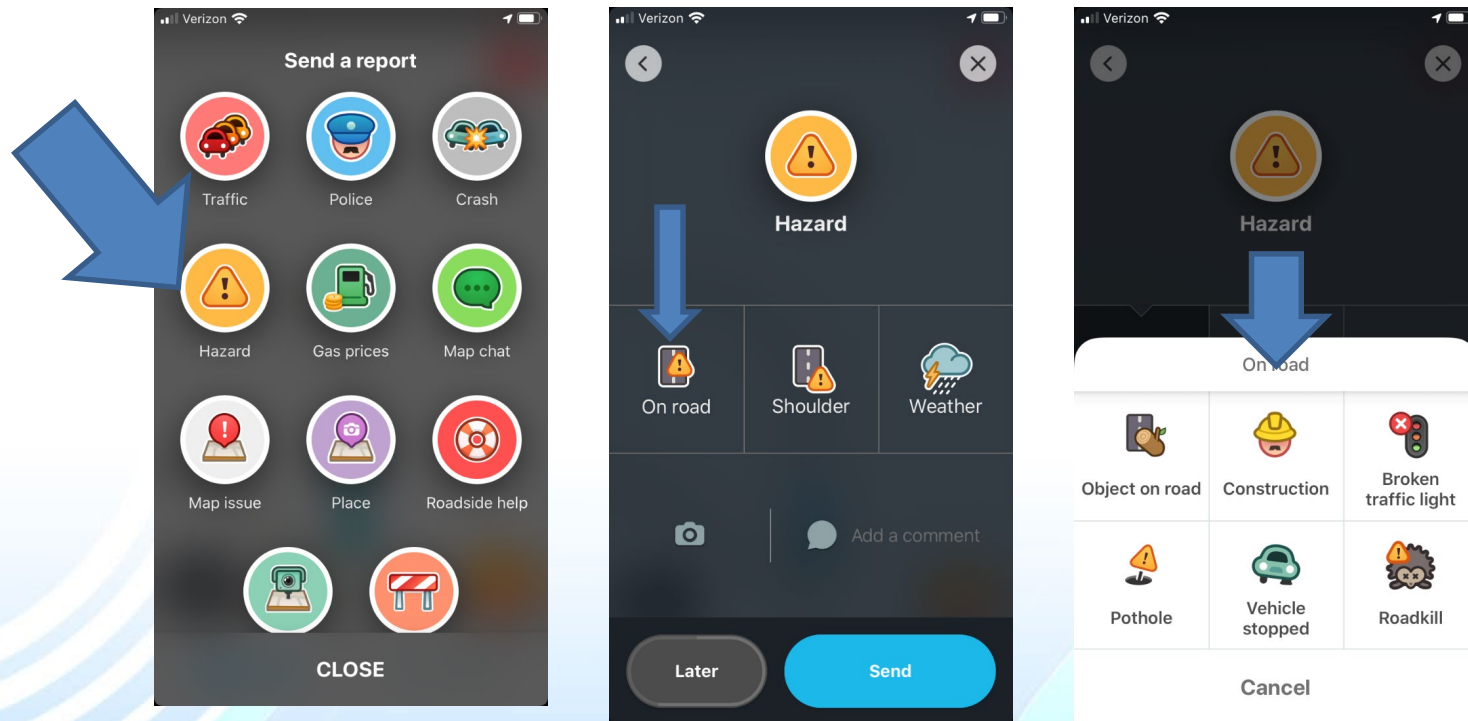 Verizon
Send a report
Traffic Police Crash
Hazard Gas prices Map chat
Map issue Place Roadside help
CLOSE
Verizon
Hazard
On road Shoulder Weather
Add a comment
Later Send
Verizon
Hazard
On road
Object on road Construction Broken
traffic light
Pothole Vehicle
stopped Roadkill
Cancel